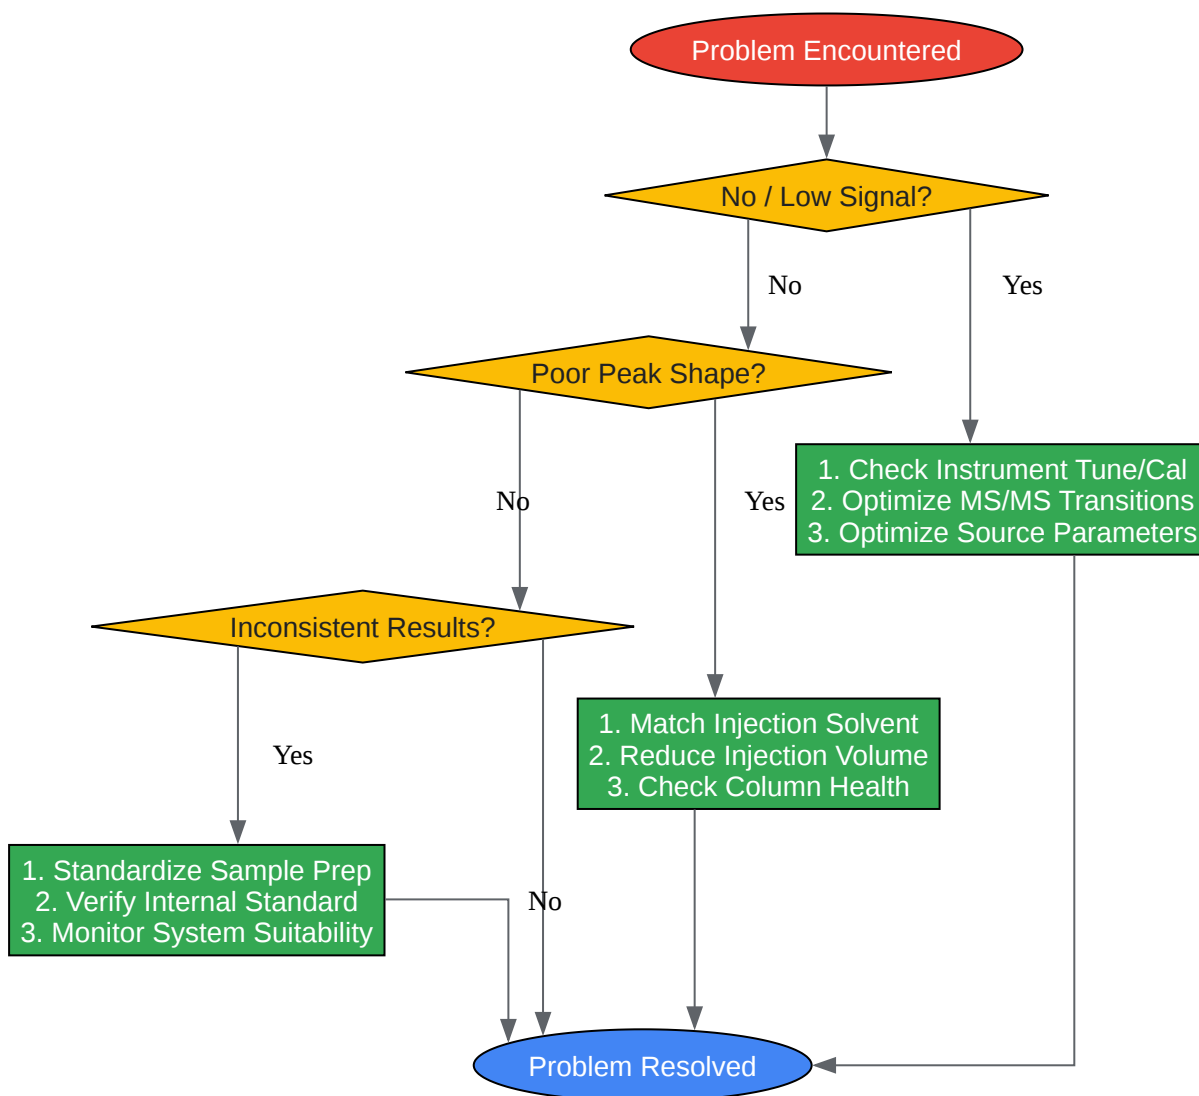 Problem Encountered
No / Low Signal?
No
Yes
Poor Peak Shape?
1. Check Instrument Tune/Cal
2. Optimize MS/MS Transitions
3. Optimize Source Parameters
No
Yes
Inconsistent Results?
1. Match Injection Solvent
2. Reduce Injection Volume
3. Check Column Health
Yes
1. Standardize Sample Prep
2. Verify Internal Standard
3. Monitor System Suitability
No
Problem Resolved